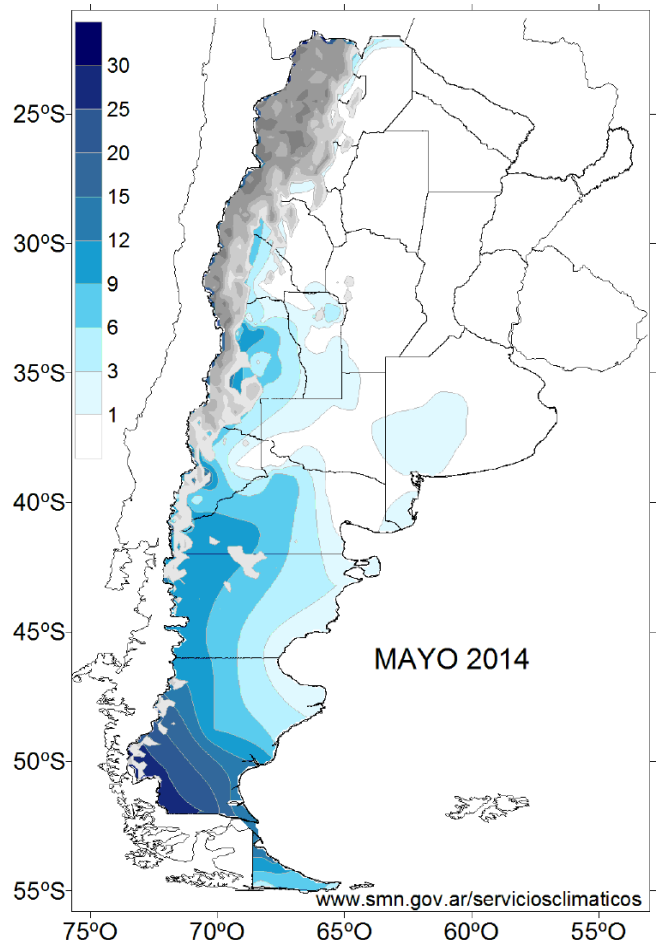 30
25
20
15
12
9
6
3
1
25ºS
30ºS
35ºS
40ºS
45ºS
50ºS
55ºS
MAYO 2014
www.smn.gov.ar/serviciosclimaticos
75ºO 70ºO 65ºO 60ºO 55ºO